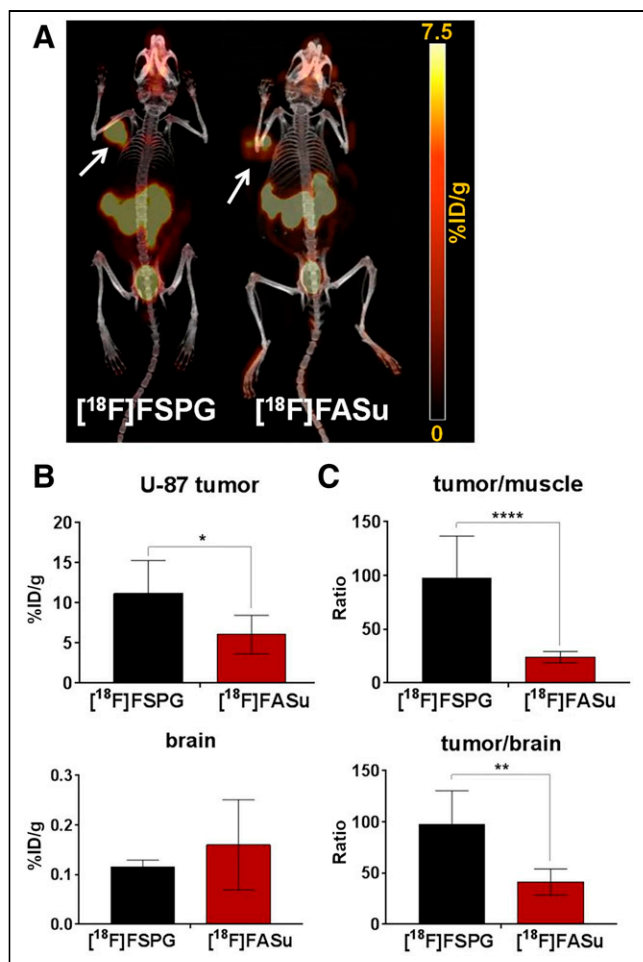 A
7.5
%ID/g
0
[¹⁸F]FSPG
[¹⁸F]FASu
B
U-87 tumor
%ID/g
20
15
10
5
0
*
[¹⁸F]FSPG
[¹⁸F]FASu
brain
%ID/g
0.3
0.2
0.1
0.0
[¹⁸F]FSPG
[¹⁸F]FASu
C
tumor/muscle
Ratio
150
100
50
0
****
[¹⁸F]FSPG
[¹⁸F]FASu
tumor/brain
Ratio
150
100
50
0
**
[¹⁸F]FSPG
[¹⁸F]FASu